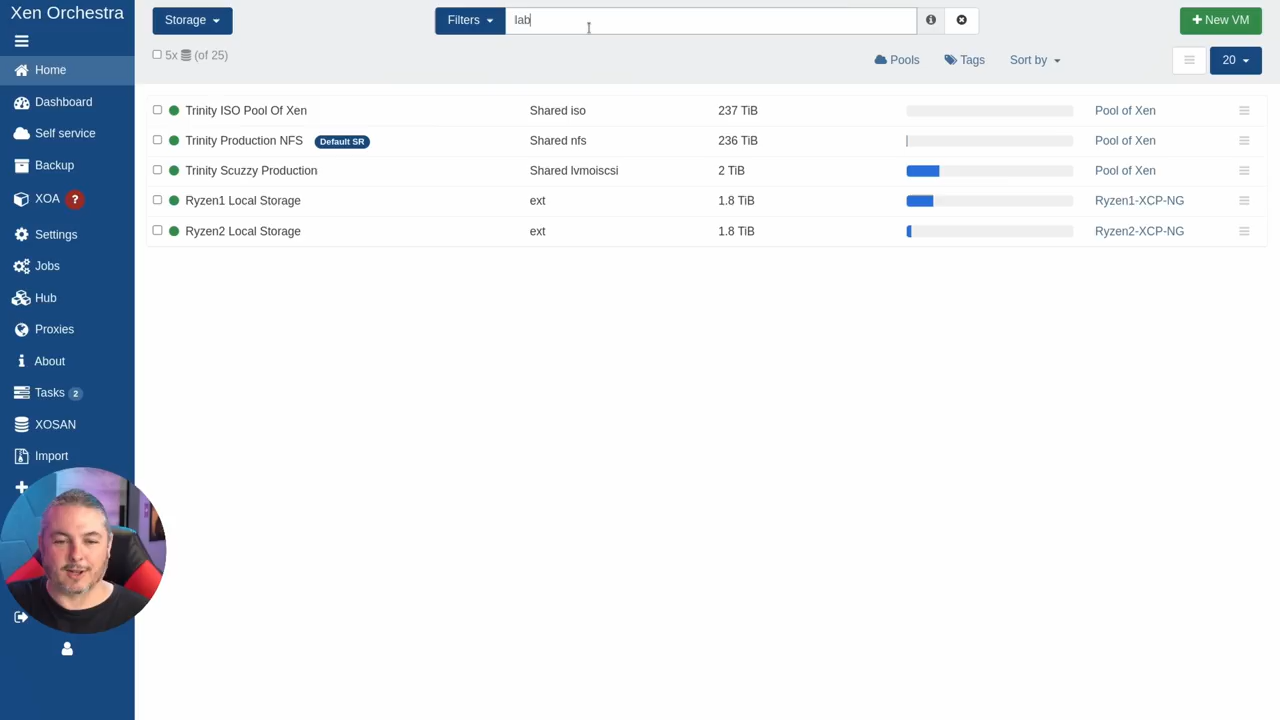 Xen Orchestra
Storage
Filters
lab
New VM
5x (of 25)
Pools
Tags
Sort by
20
Home
Dashboard
Self service
Backup
XOA ?
Settings
Jobs
Hub
Proxies
About
Tasks 2
XOSAN
Import
Trinity ISO Pool Of Xen Shared iso 237 TiB Pool of Xen
Trinity Production NFS Default SR Shared nfs 236 TiB Pool of Xen
Trinity Scuzzy Production Shared lvmoiscsi 2 TiB Pool of Xen
Ryzen1 Local Storage ext 1.8 TiB Ryzen1-XCP-NG
Ryzen2 Local Storage ext 1.8 TiB Ryzen2-XCP-NG